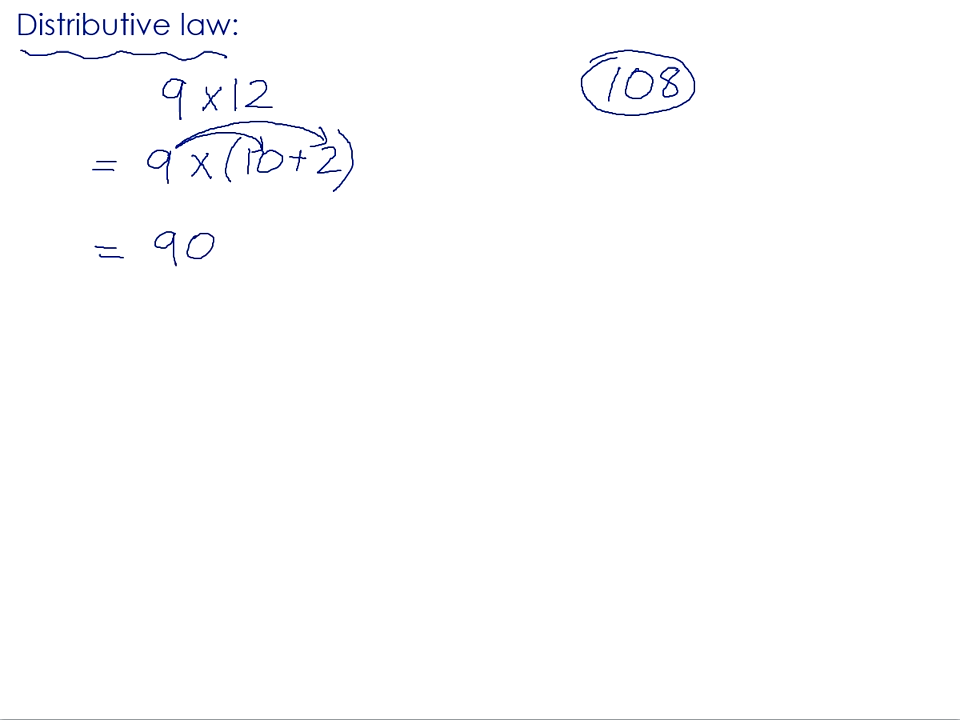 Distributive law:
9 × 12
108
= 9 × (10 + 2)
= 90